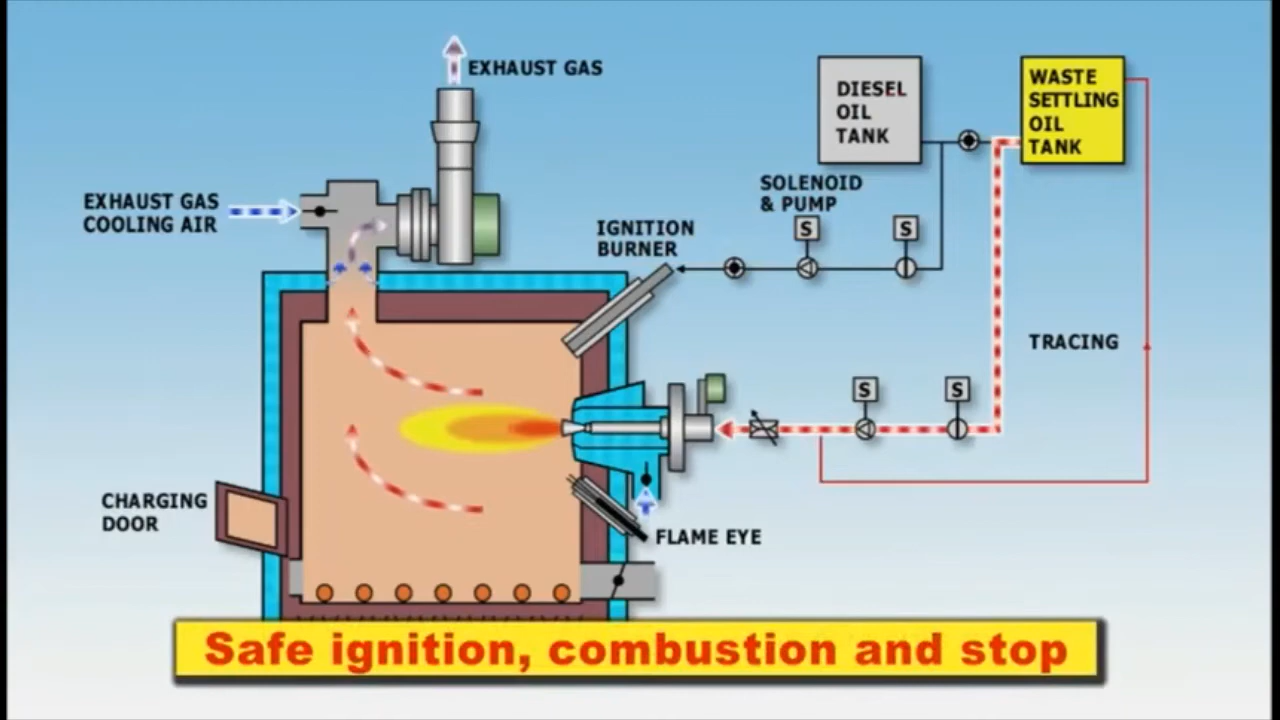 EXHAUST GAS
DIESEL
OIL
TANK
WASTE
SETTLING
OIL
TANK
EXHAUST GAS
COOLING AIR
SOLENOID
& PUMP
S
S
IGNITION
BURNER
TRACING
S
S
CHARGING
DOOR
FLAME EYE
Safe ignition, combustion and stop